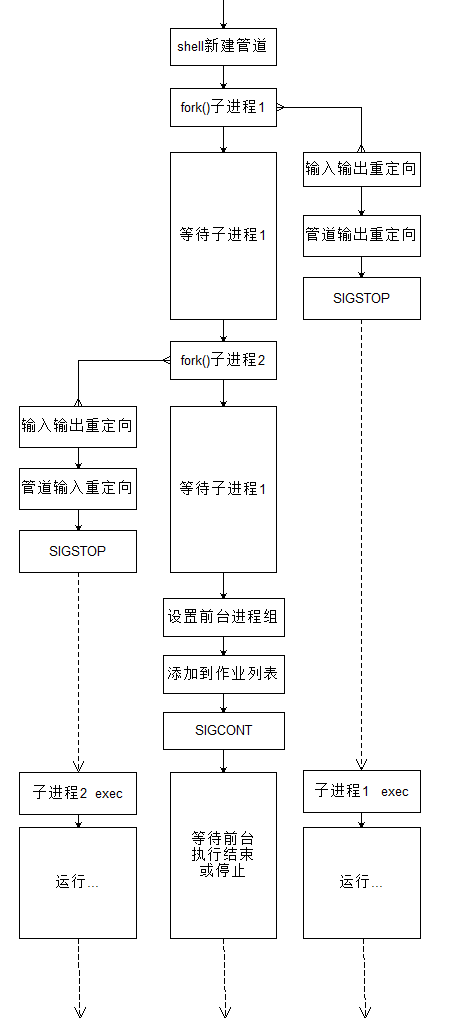 shell新建管道
fork()子进程1
输入输出重定向
等待子进程1
管道输出重定向
SIGSTOP
fork()子进程2
输入输出重定向
等待子进程1
管道输入重定向
SIGSTOP
设置前台进程组
添加到作业列表
SIGCONT
子进程2 exec
子进程1 exec
等待前台
执行结束
或停止
运行...
运行...